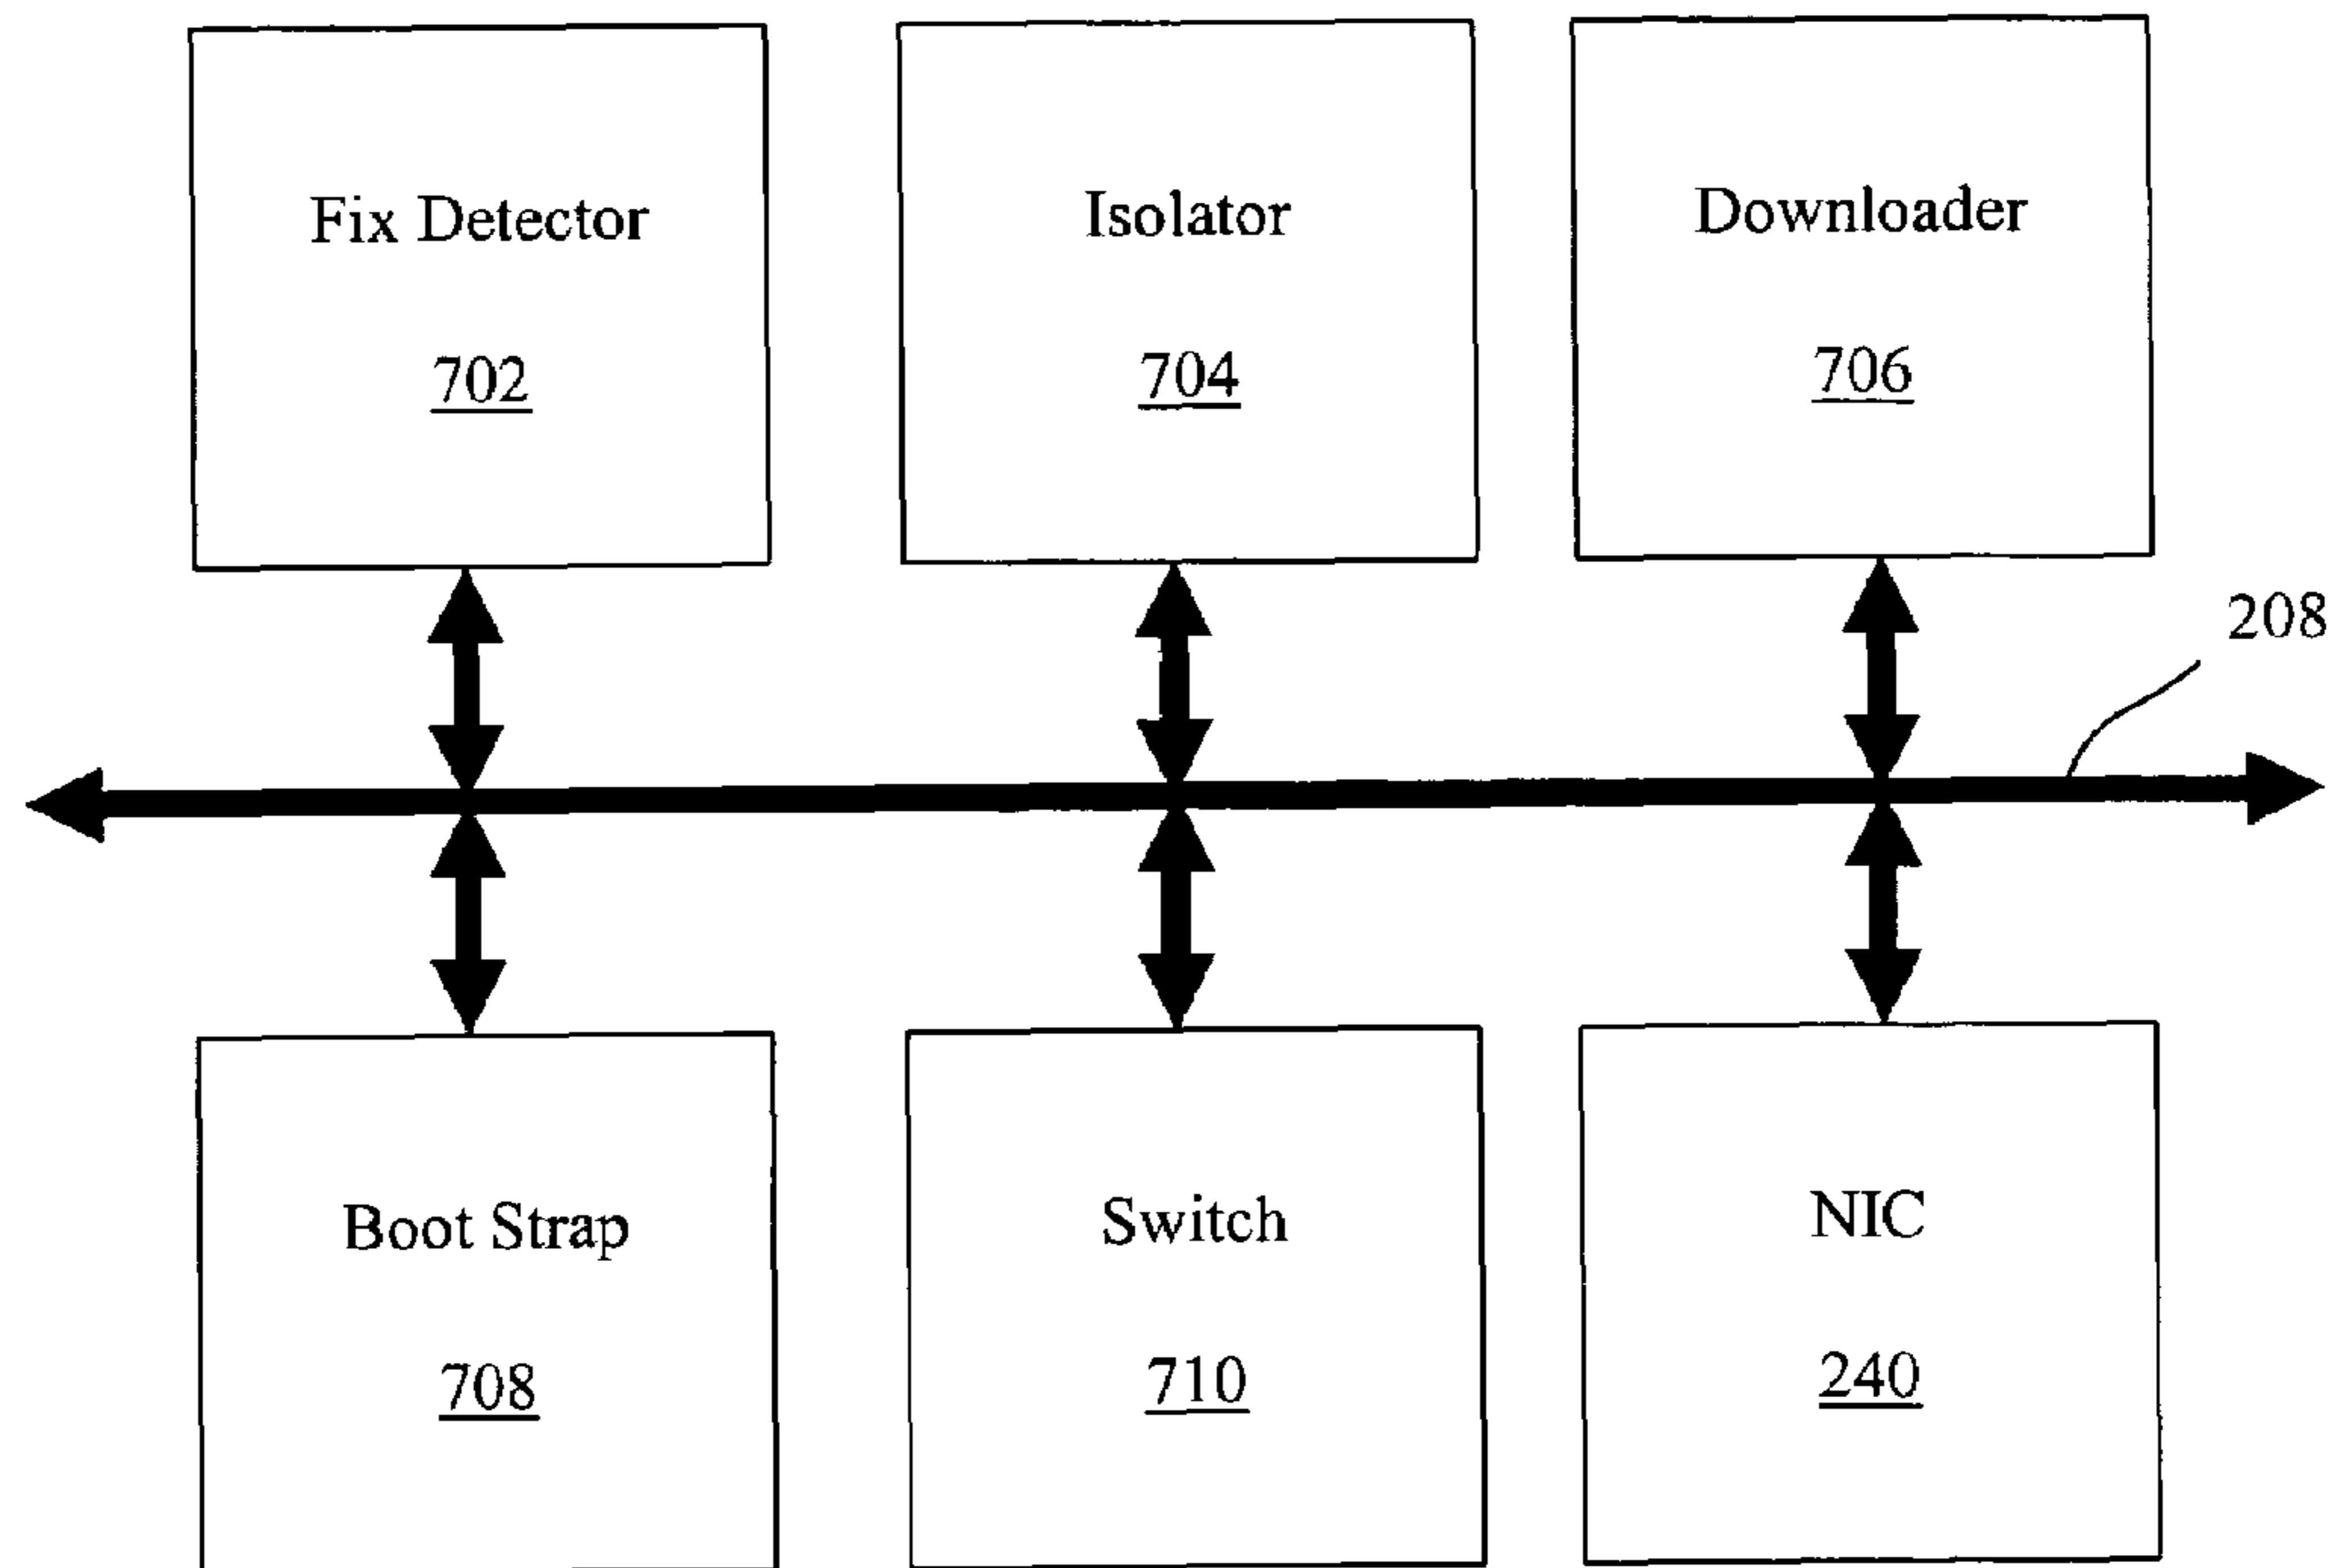 Fix Detector
702
Isolator
704
Downloader
706
208
Boot Strap
708
Switch
710
NIC
240